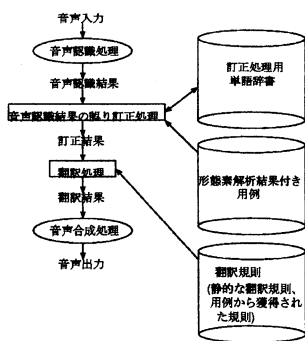 音声入力
音声認識処理
音声認識結果
音声認識結果の誤り訂正処理
訂正結果
翻訳処理
翻訳結果
音声合成処理
音声出力
訂正処理用
単語辞書
形態素解析結果付き
用例
翻訳規則
(静的な翻訳規則、
用例から獲得され
た規則)